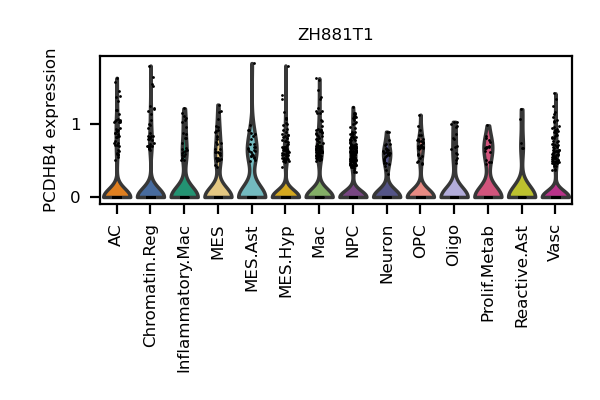 ZH881T1
PCDHB4 expression
1
0
AC
Chromatin.Reg
Inflammatory.Mac
MES
MES.Ast
MES.Hyp
Mac
NPC
Neuron
OPC
Oligo
Prolif.Metab
Reactive.Ast
Vasc